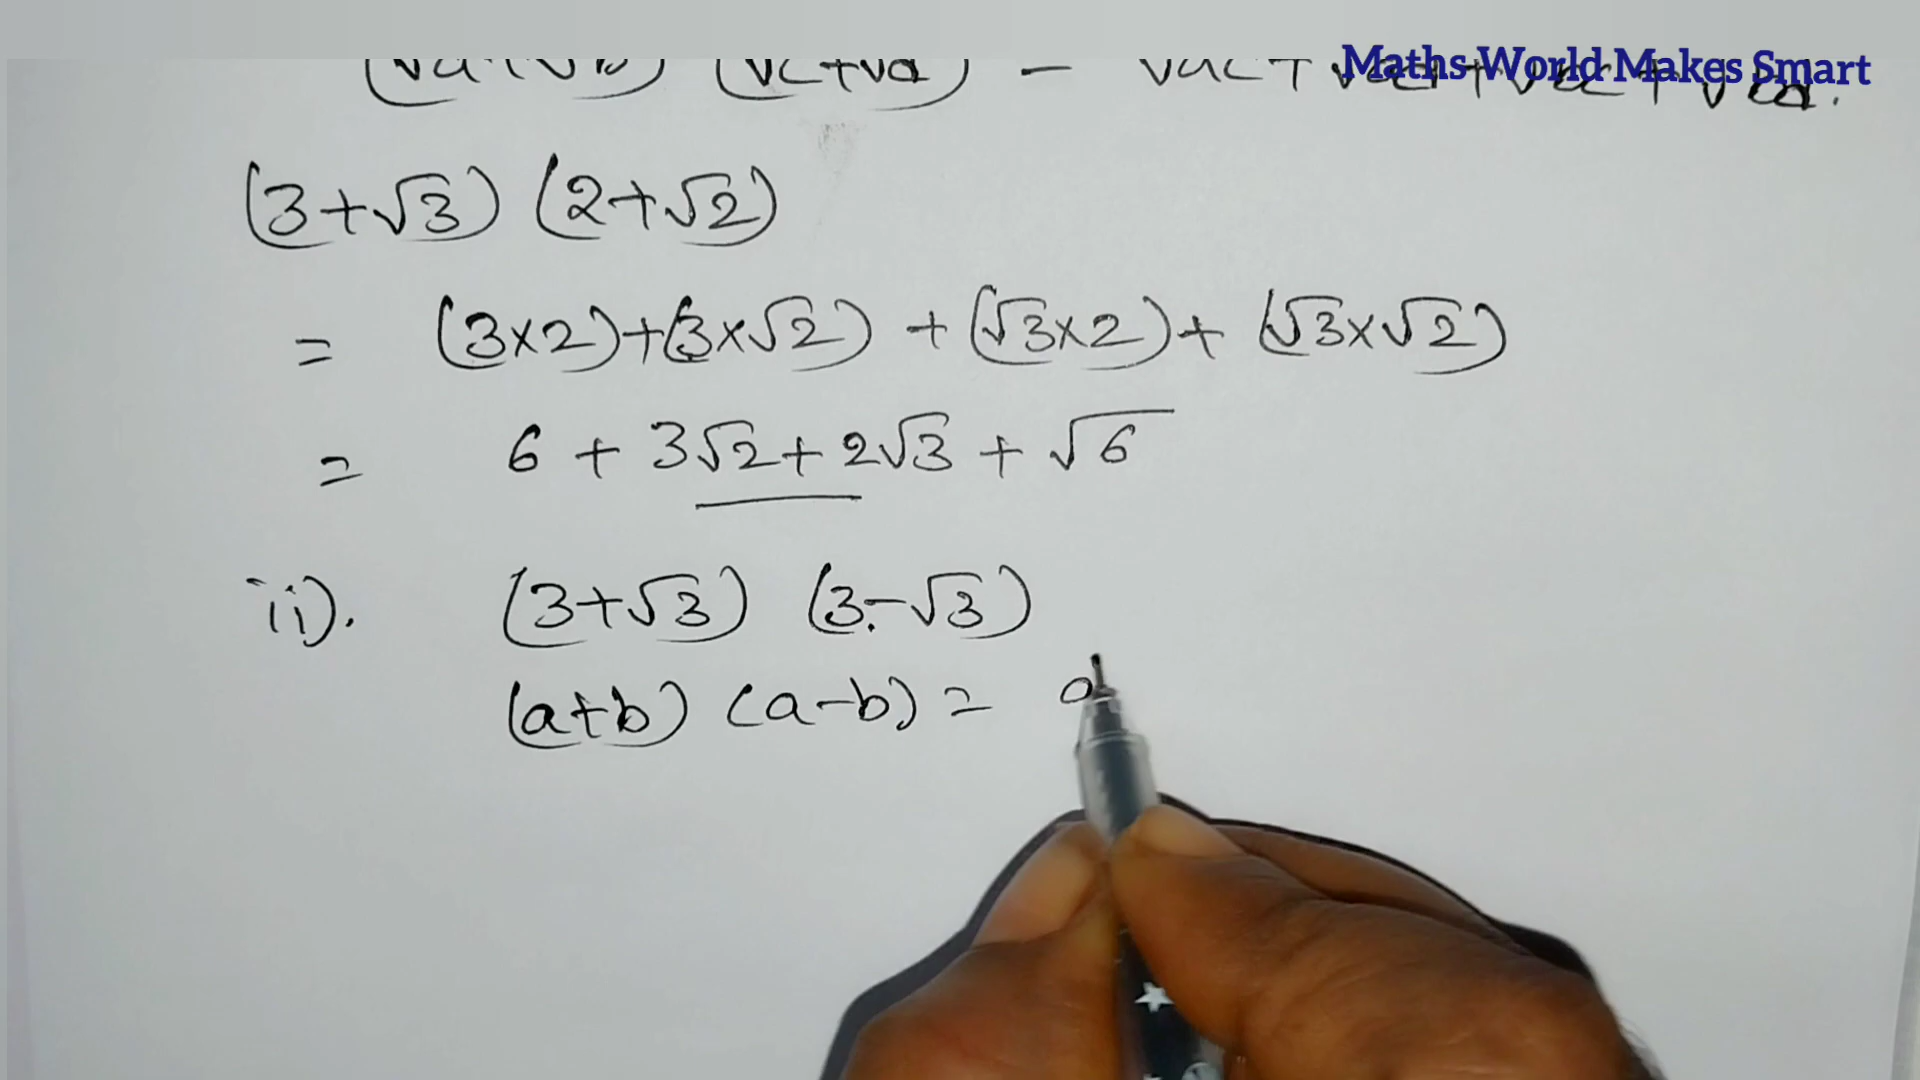 Maths World Makes Smart
(√a+√b) (√c+√d) = √ac+
(3+√3) (2+√2)
= (3×2)+(3×√2) + (√3×2)+ (√3×√2)
= 6 + 3√2 + 2√3 + √6
ii). (3+√3) (3-√3)
(a+b) (a-b) = a